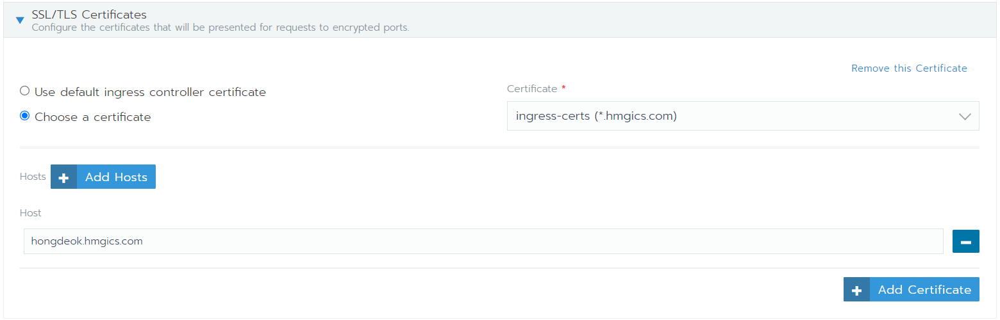 SSL/TLS Certificates
Configure the certificates that will be presented for requests to encrypted ports.
Remove this Certificate
Use default ingress controller certificate
Choose a certificate
Certificate *
ingress-certs (*.hmgics.com)
Hosts + Add Hosts
Host
hongdeok.hmgics.com
+ Add Certificate